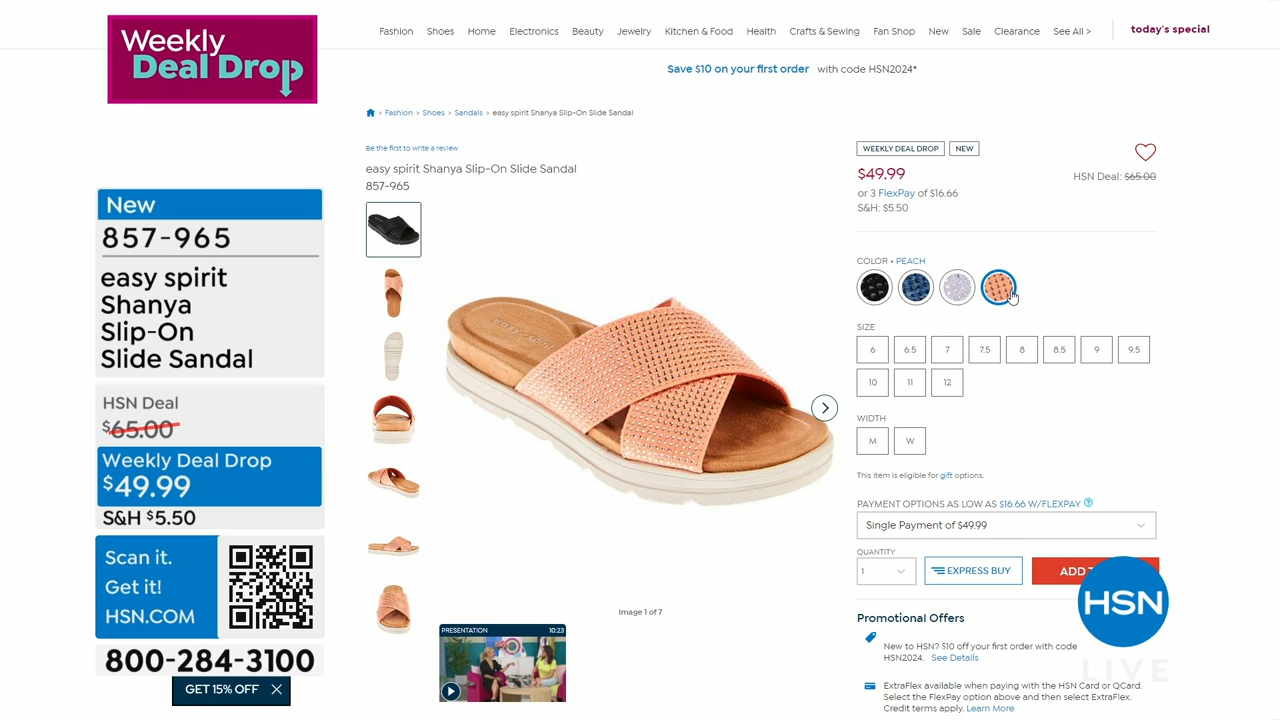 Weekly
Deal Drop
Fashion Shoes Home Electronics Beauty Jewelry Kitchen & Food Health Crafts & Sewing Fan Shop New Sale Clearance See All > today's special
Save $10 on your first order with code HSN2024*
> Fashion > Shoes > Sandals > easy spirit Shanya Slip-On Slide Sandal
New
857-965
easy spirit
Shanya
Slip-On
Slide Sandal
HSN Deal
$65.00
Weekly Deal Drop
$49.99
S&H $5.50
Scan it.
Get it!
HSN.COM
800-284-3100
GET 15% OFF
Be the first to write a review
easy spirit Shanya Slip-On Slide Sandal
857-965
easy spirit
Image 1 of 7
PRESENTATION 10:23
WEEKLY DEAL DROP NEW
$49.99
HSN Deal: $65.00
or 3 FlexPay of $16.66
S&H: $5.50
COLOR • PEACH
SIZE
6 6.5 7 7.5 8 8.5 9 9.5
10 11 12
WIDTH
M W
This item is eligible for gift options.
PAYMENT OPTIONS AS LOW AS $16.66 W/FLEXPAY ?
Single Payment of $49.99
QUANTITY
1 EXPRESS BUY ADD
HSN
LIVE
Promotional Offers
New to HSN? $10 off your first order with code
HSN2024. See Details
ExtraFlex available when paying with the HSN Card or QCard.
Select the FlexPay option above and then select ExtraFlex.
Credit terms apply. Learn More